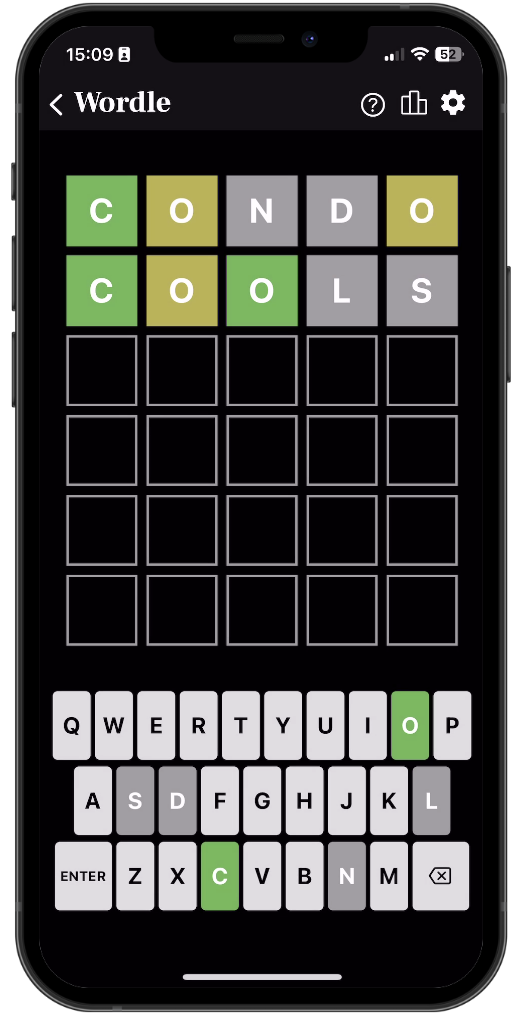 15:09 52
Wordle ?
C O N D O
C O O L S
Q W E R T Y U I O P
A S D F G H J K L
ENTER Z X C V B N M